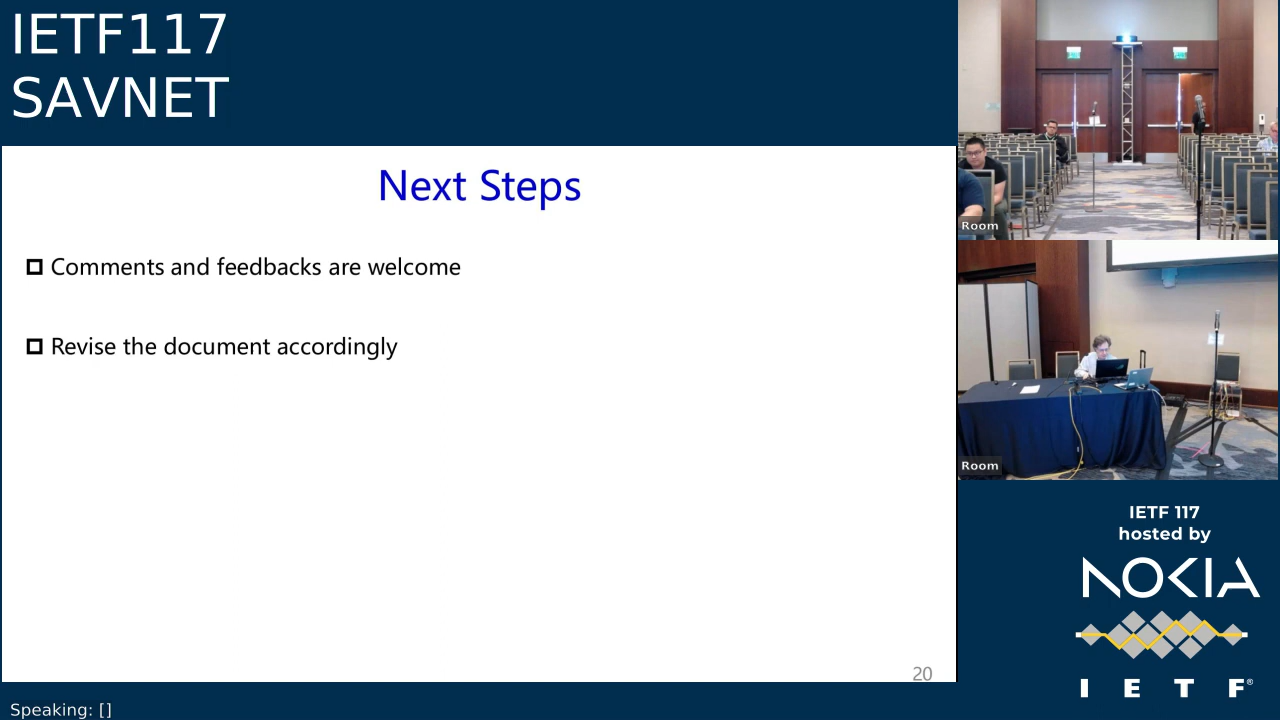 IETF117
SAVNET
Next Steps
Comments and feedbacks are welcome
Revise the document accordingly
20
Room
Room
IETF 117
hosted by
NOKIA
I E T F®
Speaking: []